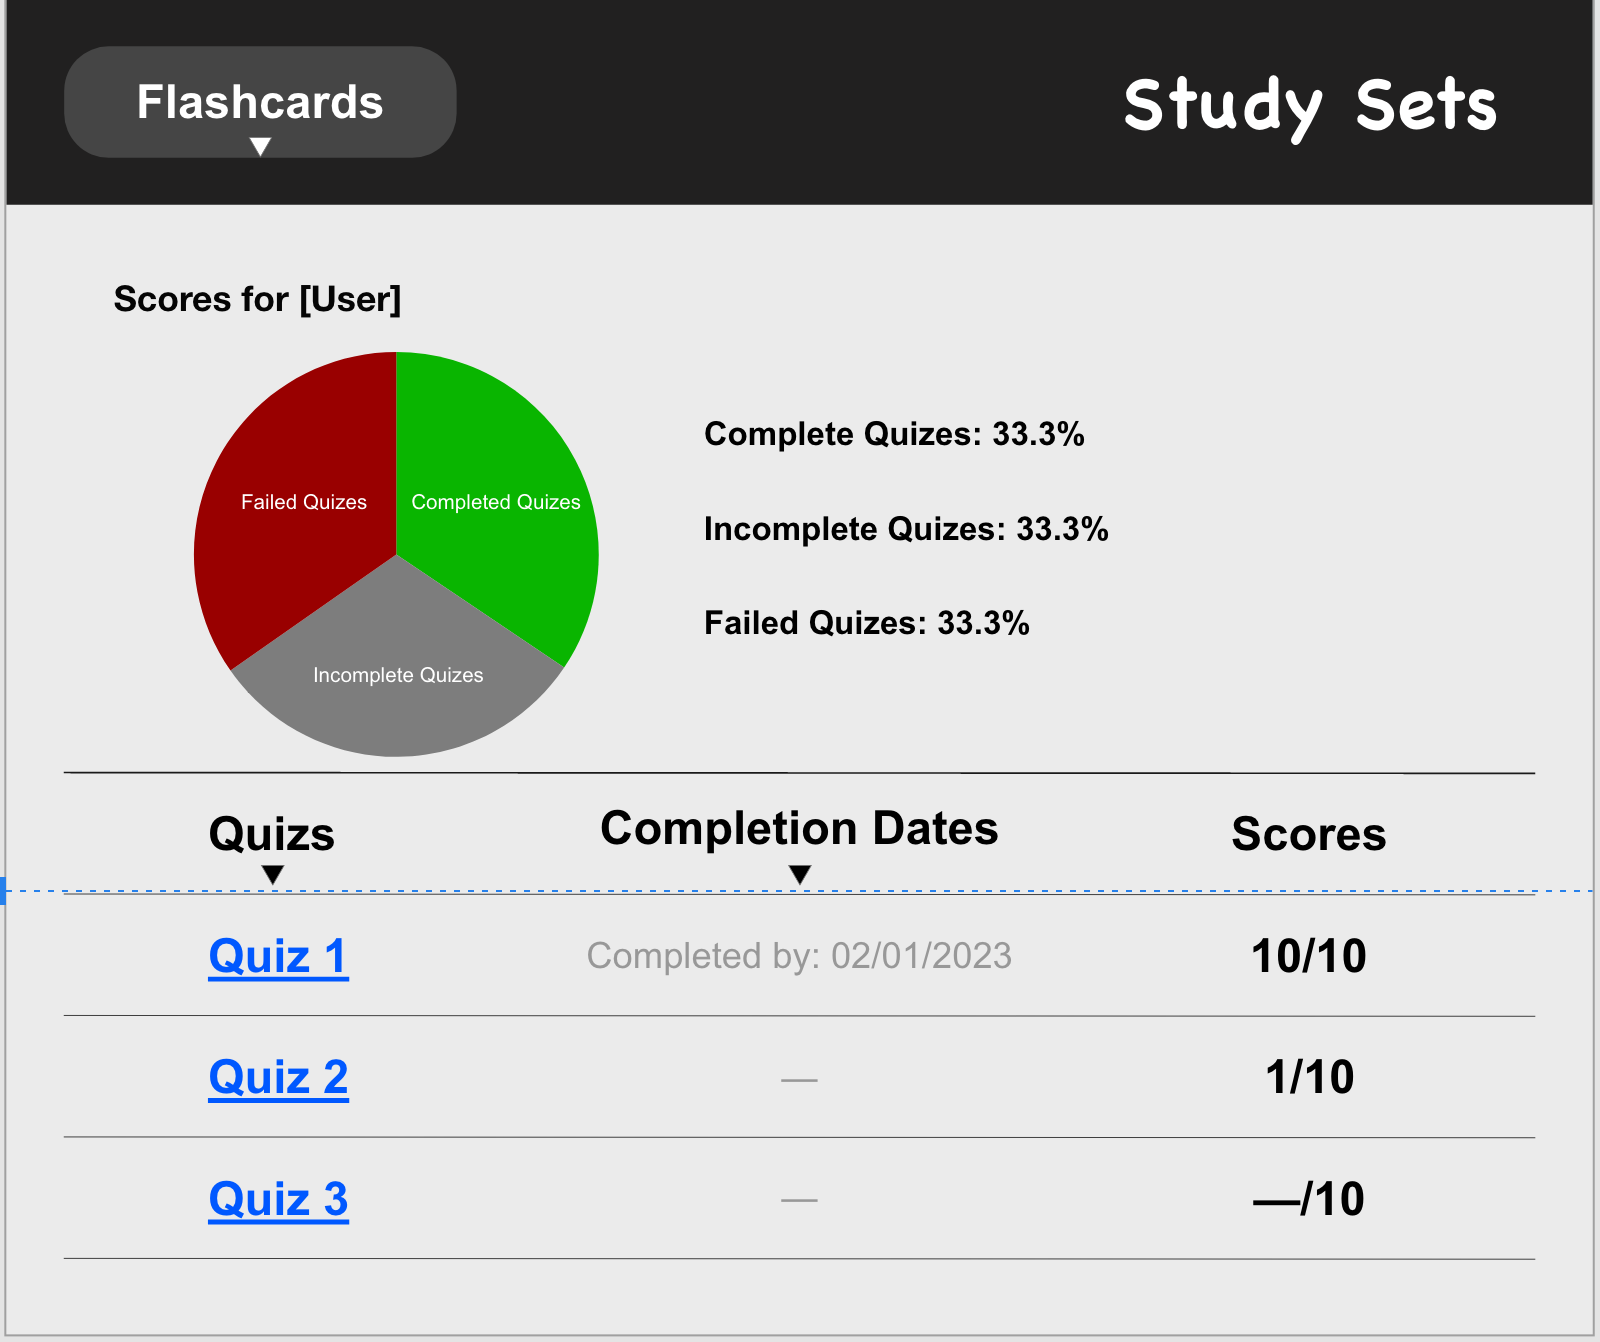 Flashcards
Study Sets
Scores for [User]
Failed Quizes
Completed Quizes
Incomplete Quizes
Complete Quizes: 33.3%
Incomplete Quizes: 33.3%
Failed Quizes: 33.3%
Quizs
Completion Dates
Scores
Quiz 1
Completed by: 02/01/2023
10/10
Quiz 2
—
1/10
Quiz 3
—
—/10